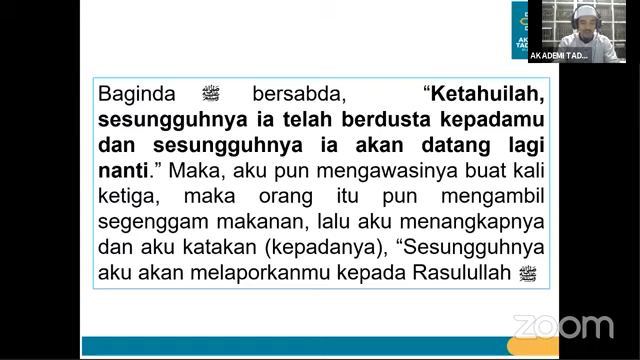 AK
TAD
AKADEMI TAD...
Baginda ﷺ bersabda, “Ketahuilah,
sesungguhnya ia telah berdusta kepadamu
dan sesungguhnya ia akan datang lagi
nanti.” Maka, aku pun mengawasinya buat kali
ketiga, maka orang itu pun mengambil
segenggam makanan, lalu aku menangkapnya
dan aku katakan (kepadanya), “Sesungguhnya
aku akan melaporkanmu kepada Rasulullah ﷺ
zoom